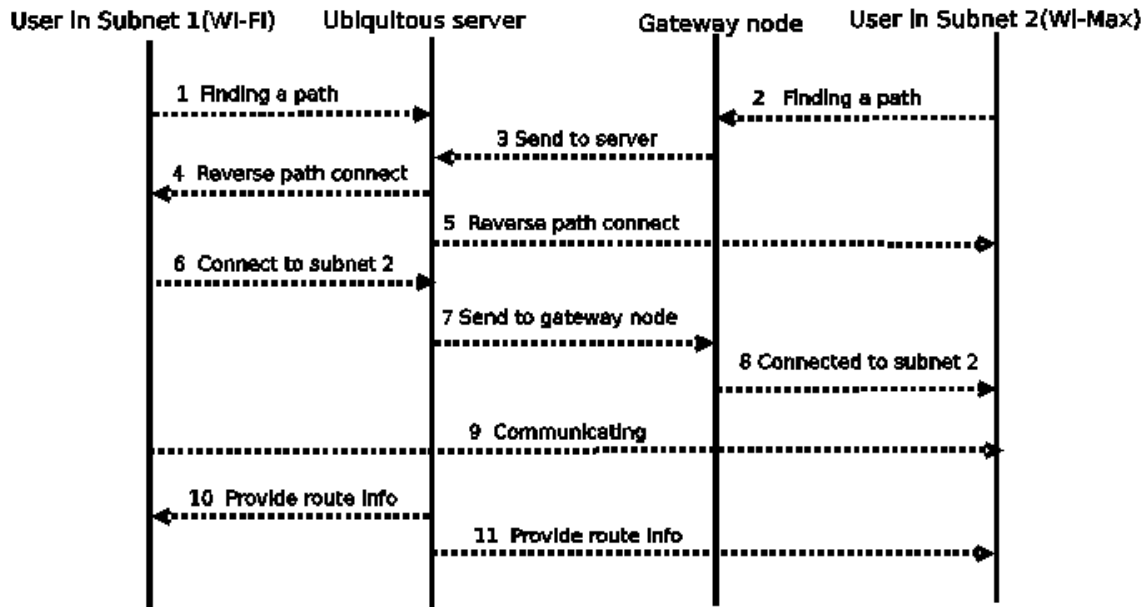 User in Subnet 1(WI-FI) Ubiquitous server Gateway node User in Subnet 2(Wi-Max)
1 Finding a path
2 Finding a path
3 Send to server
4 Reverse path connect
5 Reverse path connect
6 Connect to subnet 2
7 Send to gateway node
8 Connected to subnet 2
9 Communicating
10 Provide route info
11 Provide route info